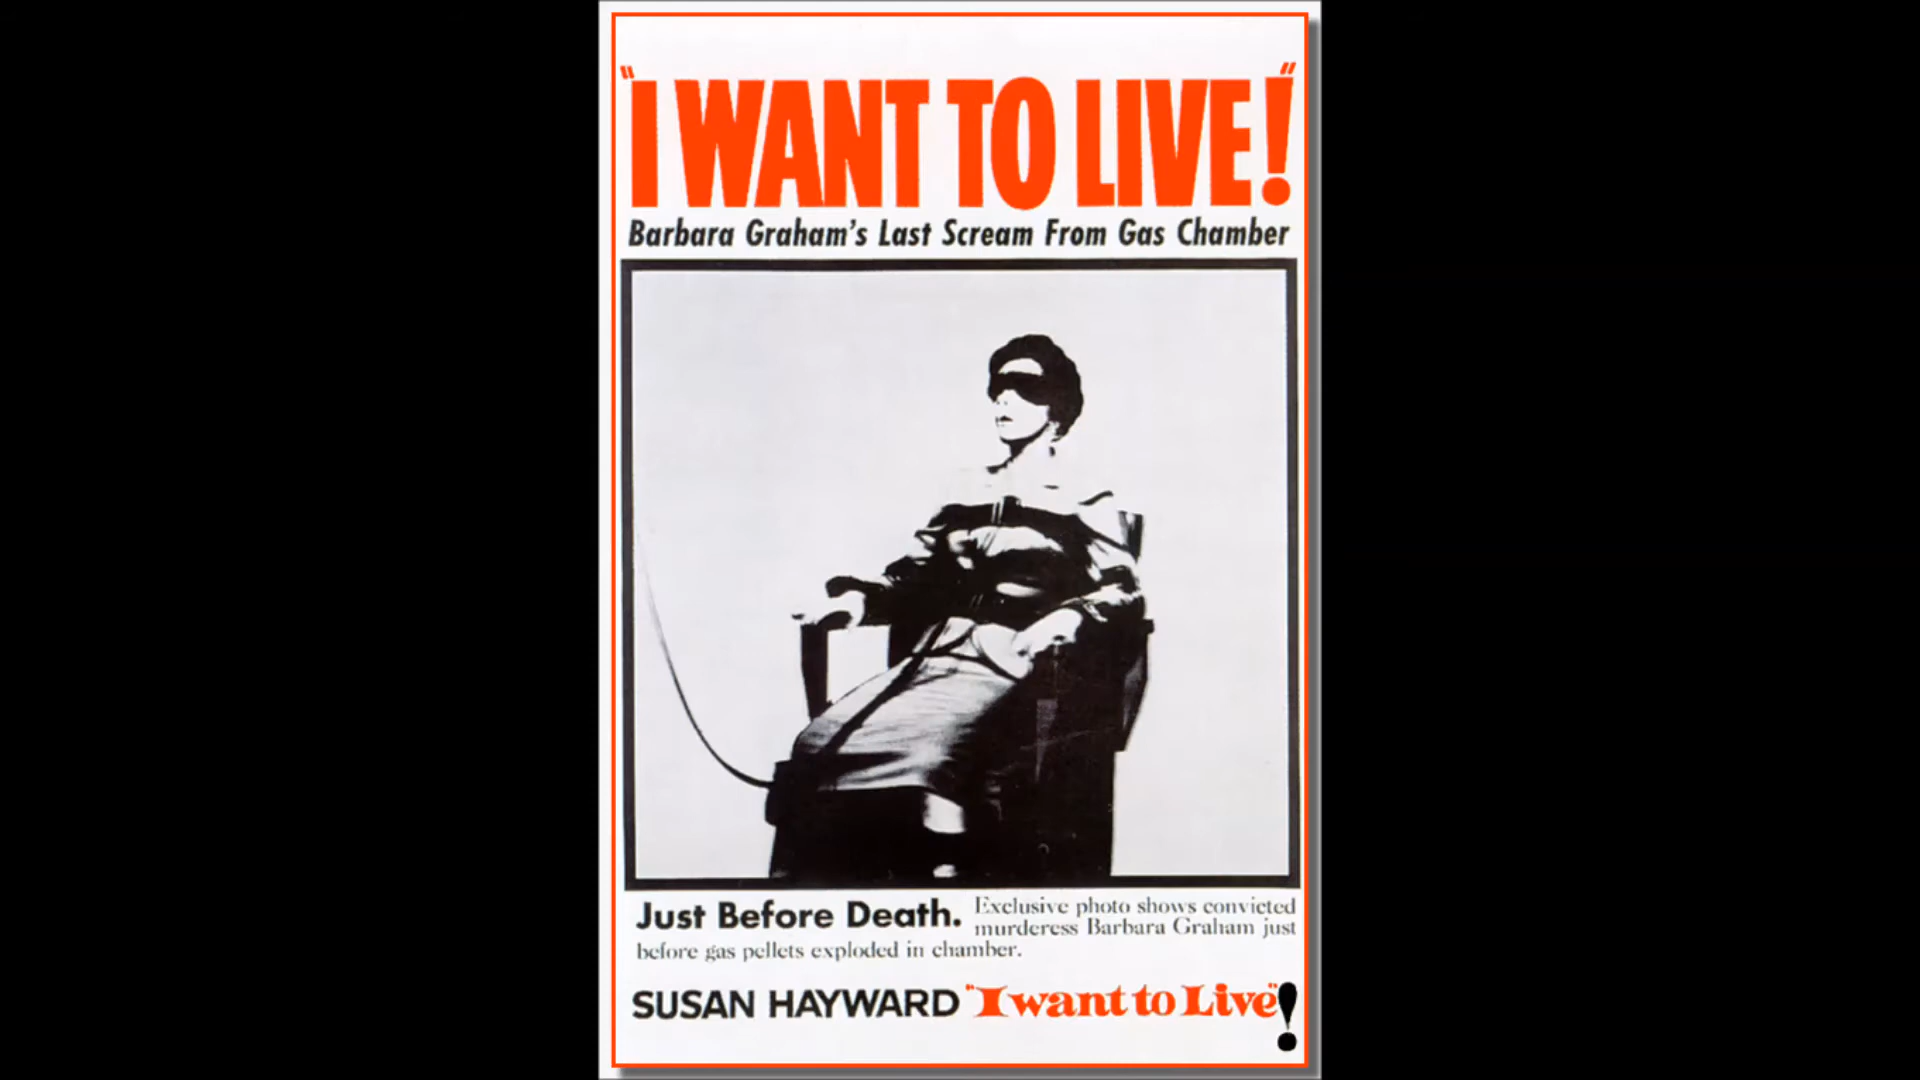 "I WANT TO LIVE!"
Barbara Graham's Last Scream From Gas Chamber
Just Before Death. Exclusive photo shows convicted
murderess Barbara Graham just
before gas pellets exploded in chamber.
SUSAN HAYWARD "I want to Live"!